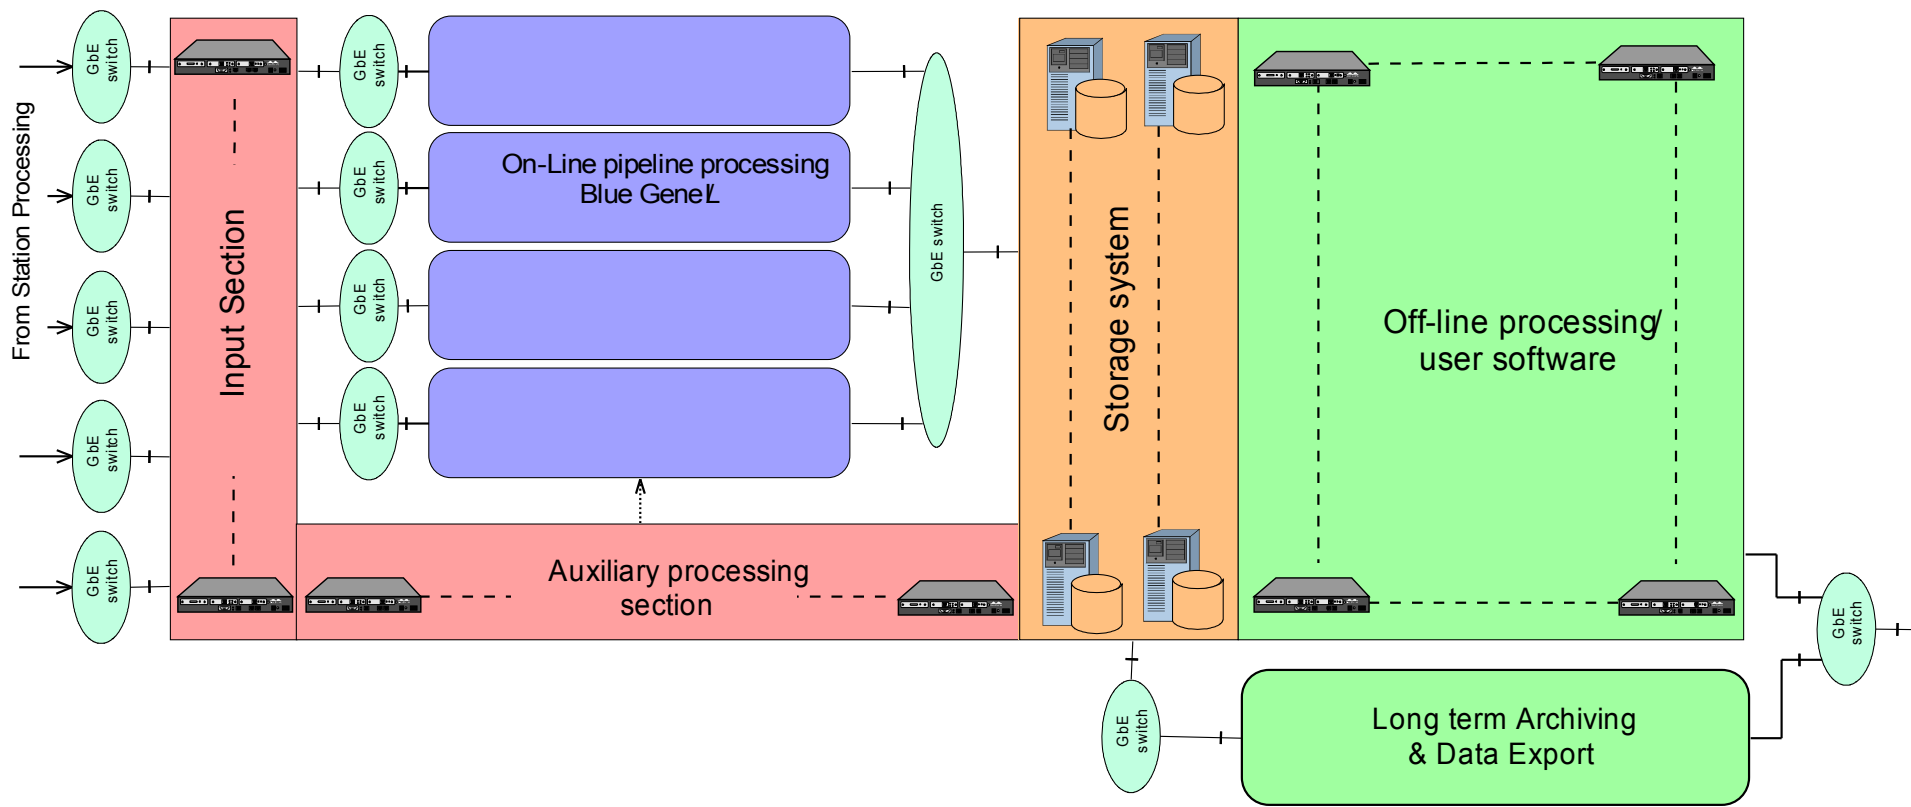 From Station Processing
GbE
switch
GbE
switch
GbE
switch
GbE
switch
GbE
switch
Input Section
GbE
switch
GbE
switch
GbE
switch
GbE
switch
On-Line pipeline processing
Blue Gene/L
Auxiliary processing
section
GbE switch
Storage system
Off-line processing/
user software
GbE
switch
Long term Archiving
& Data Export
GbE
switch